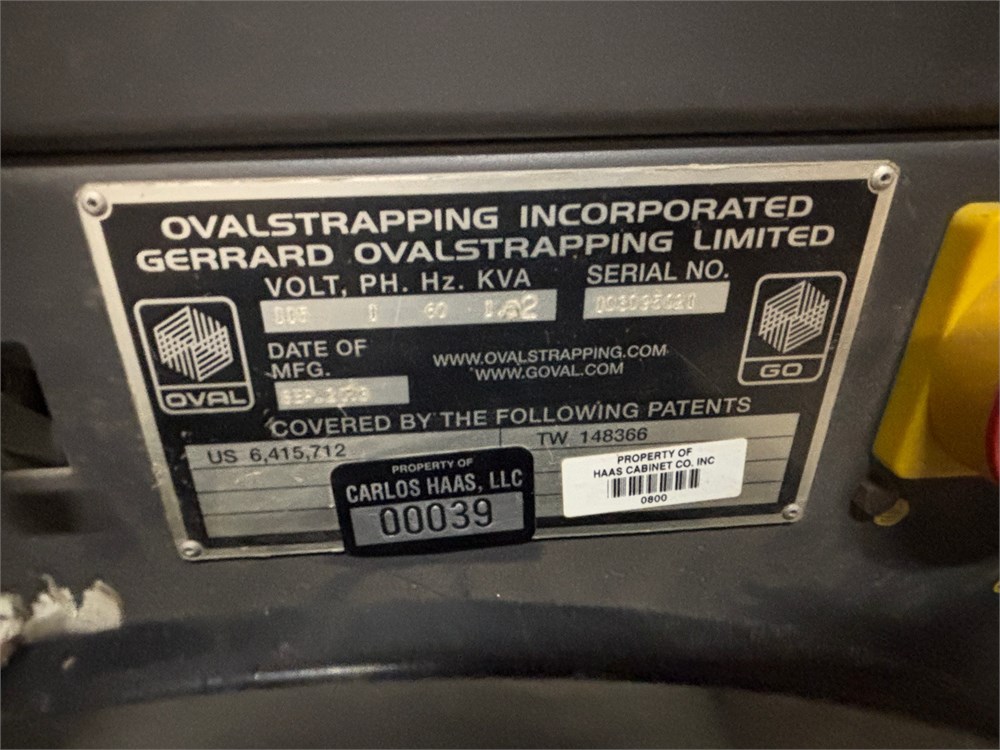 OVALSTRAPPING INCORPORATED
GERRARD OVALSTRAPPING LIMITED
VOLT, PH. Hz. KVA
SERIAL NO.
1 60
OVAL
DATE OF
MFG.
WWW.OVALSTRAPPING.COM
WWW.GOVAL.COM
GO
COVERED BY THE FOLLOWING PATENTS
US 6,415,712
TW 148366
PROPERTY OF
CARLOS HAAS, LLC
00039
PROPERTY OF
HAAS CABINET CO. INC
0800